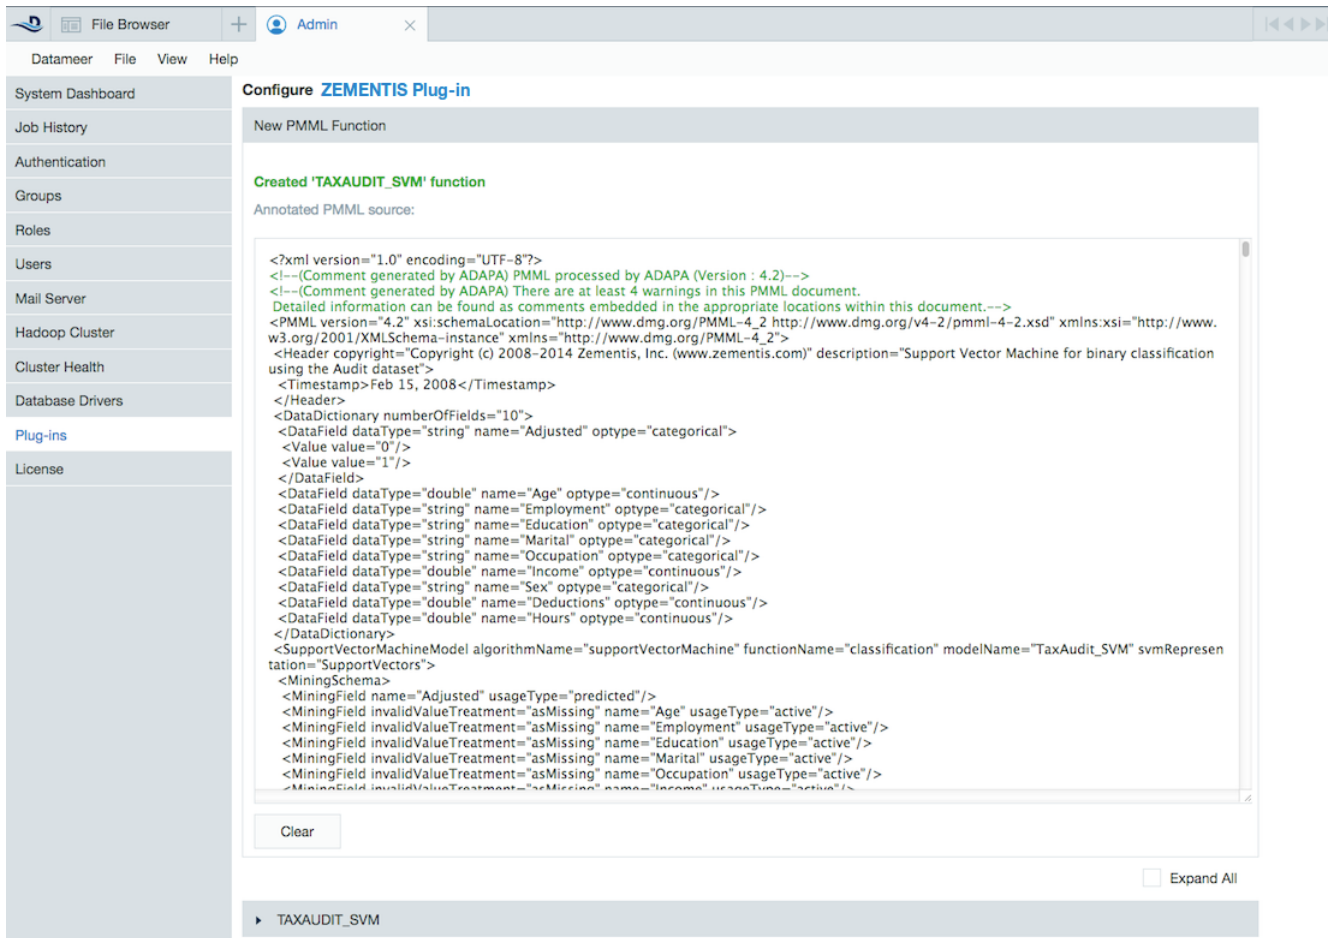 File Browser
Admin
Datameer File View Help
System Dashboard
Job History
Authentication
Groups
Roles
Users
Mail Server
Hadoop Cluster
Cluster Health
Database Drivers
Plug-ins
License
Configure ZEMENTIS Plug-in
New PMML Function
Created 'TAXAUDIT_SVM' function
Annotated PMML source:
<?xml version="1.0" encoding="UTF-8"?>
<!--(Comment generated by ADAPA) PMML processed by ADAPA (Version : 4.2)-->
<!--(Comment generated by ADAPA) There are at least 4 warnings in this PMML document.
Detailed information can be found as comments embedded in the appropriate locations within this document.-->
<PMML version="4.2" xsi:schemaLocation="http://www.dmg.org/PMML-4_2 http://www.dmg.org/v4-2/pmml-4-2.xsd" xmlns:xsi="http://www.
w3.org/2001/XMLSchema-instance" xmlns="http://www.dmg.org/PMML-4_2">
<Header copyright="Copyright (c) 2008-2014 Zementis, Inc. (www.zementis.com)" description="Support Vector Machine for binary classification
using the Audit dataset">
<Timestamp>Feb 15, 2008</Timestamp>
</Header>
<DataDictionary numberOfFields="10">
<DataField dataType="string" name="Adjusted" optype="categorical">
<Value value="0"/>
<Value value="1"/>
</DataField>
<DataField dataType="double" name="Age" optype="continuous"/>
<DataField dataType="string" name="Employment" optype="categorical"/>
<DataField dataType="string" name="Education" optype="categorical"/>
<DataField dataType="string" name="Marital" optype="categorical"/>
<DataField dataType="string" name="Occupation" optype="categorical"/>
<DataField dataType="double" name="Income" optype="continuous"/>
<DataField dataType="string" name="Sex" optype="categorical"/>
<DataField dataType="double" name="Deductions" optype="continuous"/>
<DataField dataType="double" name="Hours" optype="continuous"/>
</DataDictionary>
<SupportVectorMachineModel algorithmName="supportVectorMachine" functionName="classification" modelName="TaxAudit_SVM" svmRepresen
tation="SupportVectors">
<MiningSchema>
<MiningField name="Adjusted" usageType="predicted"/>
<MiningField invalidValueTreatment="asMissing" name="Age" usageType="active"/>
<MiningField invalidValueTreatment="asMissing" name="Employment" usageType="active"/>
<MiningField invalidValueTreatment="asMissing" name="Education" usageType="active"/>
<MiningField invalidValueTreatment="asMissing" name="Marital" usageType="active"/>
<MiningField invalidValueTreatment="asMissing" name="Occupation" usageType="active"/>
<MiningField invalidValueTreatment="asMissing" name="Income" usageType="active"/>
Clear
Expand All
TAXAUDIT_SVM